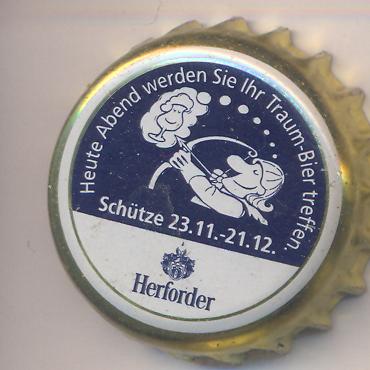 Heute Abend werden Sie Ihr Traum-Bier treffen.
Schütze 23.11.-21.12.
Herforder